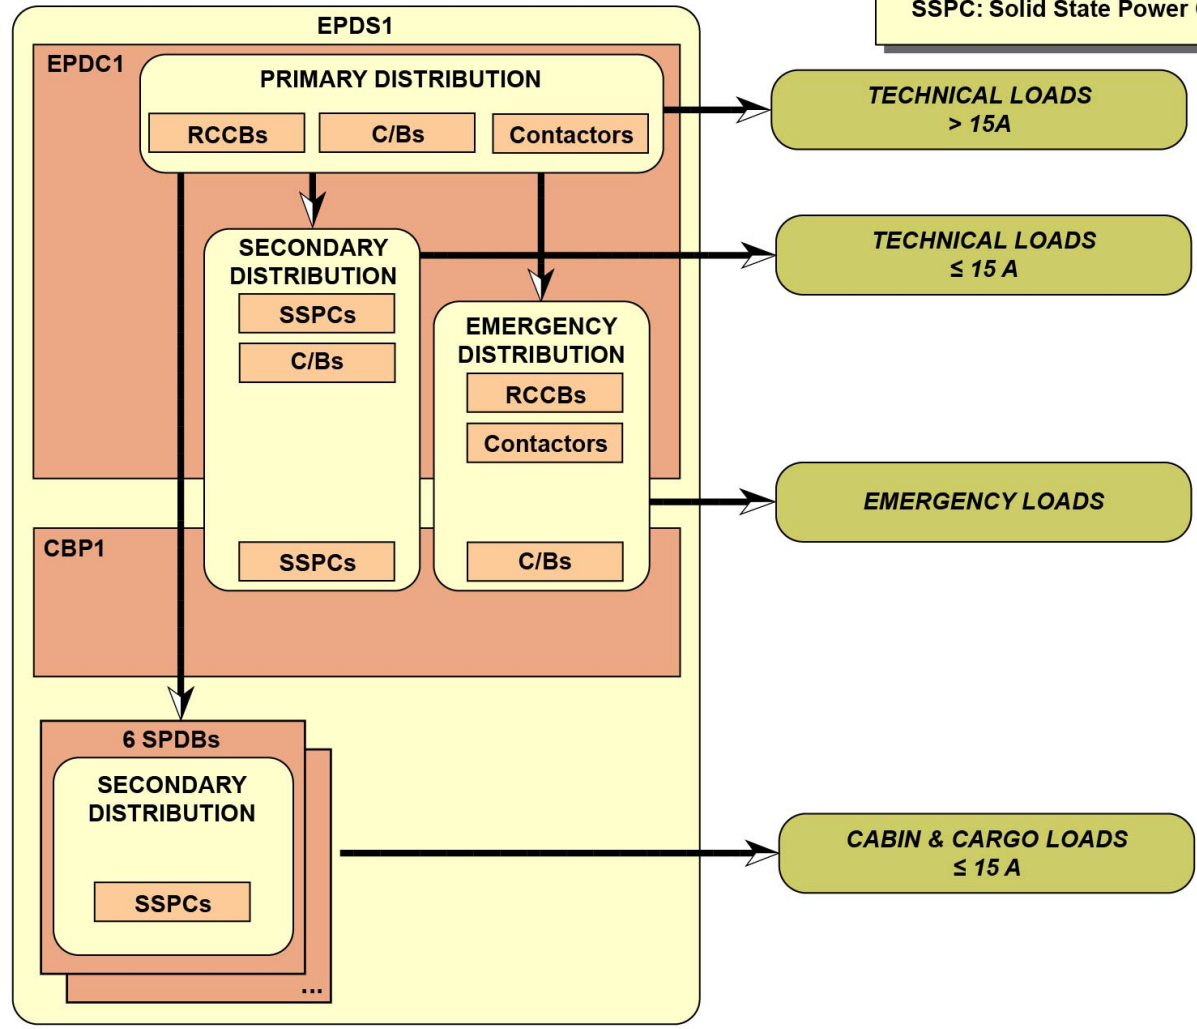 EPDS1
SSPC: Solid State Power
EPDC1
PRIMARY DISTRIBUTION
RCCBs
C/Bs
Contactors
TECHNICAL LOADS
> 15A
SECONDARY
DISTRIBUTION
SSPCs
C/Bs
TECHNICAL LOADS
≤ 15 A
EMERGENCY
DISTRIBUTION
RCCBs
Contactors
EMERGENCY LOADS
CBP1
SSPCs
C/Bs
6 SPDBs
SECONDARY
DISTRIBUTION
SSPCs
...
CABIN & CARGO LOADS
≤ 15 A